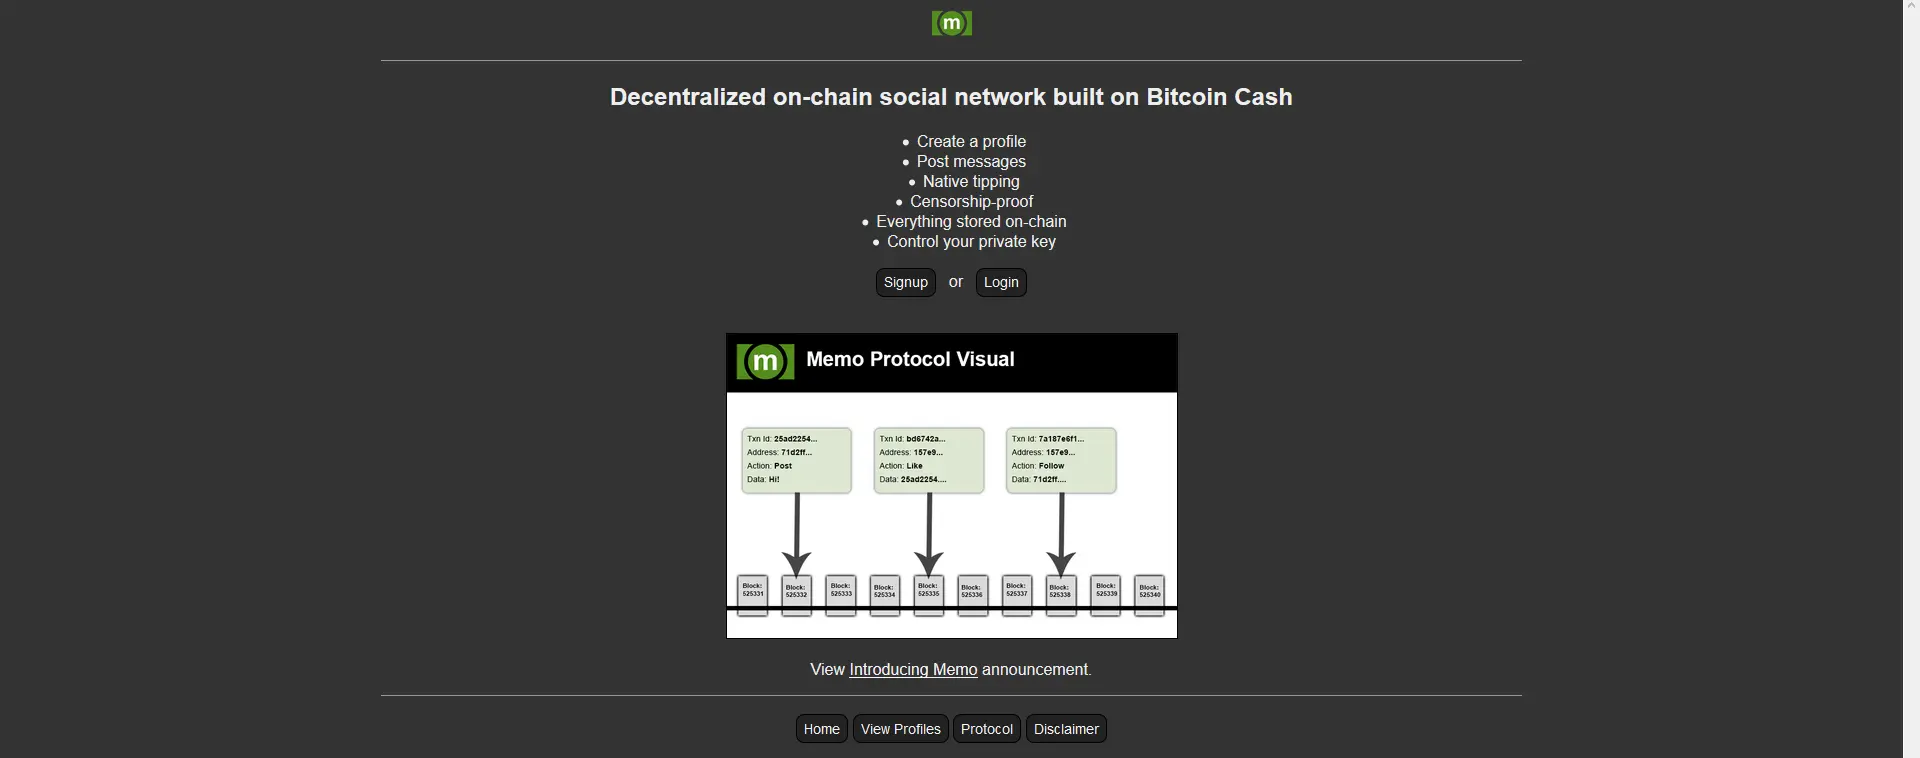 m
Decentralized on-chain social network built on Bitcoin Cash
• Create a profile
• Post messages
• Native tipping
• Censorship-proof
• Everything stored on-chain
• Control your private key
Signup or Login
m Memo Protocol Visual
Txn Id: 25ad2254...
Address: 71d2ff...
Action: Post
Data: Hi!
Txn Id: bd6742a...
Address: 157e9...
Action: Like
Data: 25ad2254....
Txn Id: 7a187e6f1...
Address: 157e9...
Action: Follow
Data: 71d2ff....
Block:
525331
Block:
525332
Block:
525333
Block:
525334
Block:
525335
Block:
525336
Block:
525337
Block:
525338
Block:
525339
Block:
525340
View Introducing Memo announcement.
Home View Profiles Protocol Disclaimer